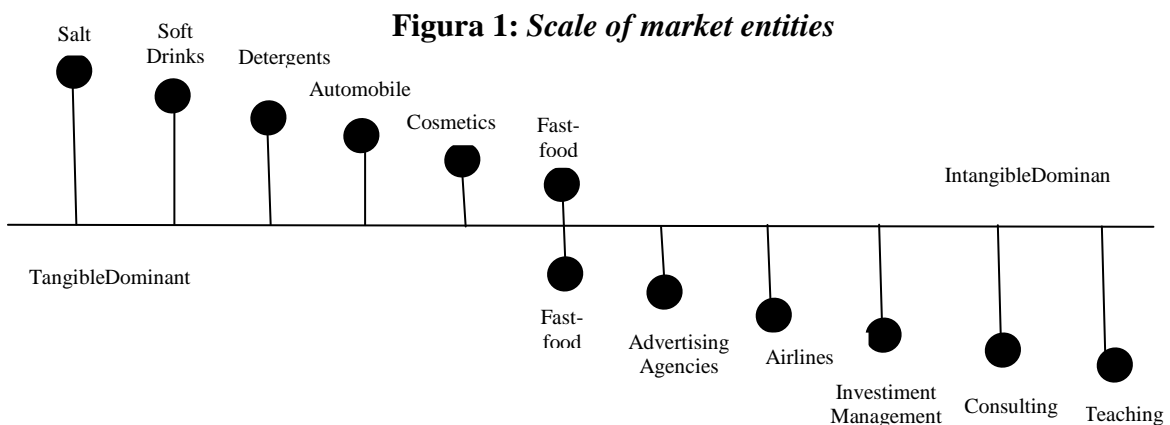 Figura 1: Scale of market entities
Salt
Soft
Drinks
Detergents
Automobile
Cosmetics
Fast-
food
IntangibleDominan
TangibleDominant
Fast-
food
Advertising
Agencies
Airlines
Investiment
Management
Consulting
Teaching